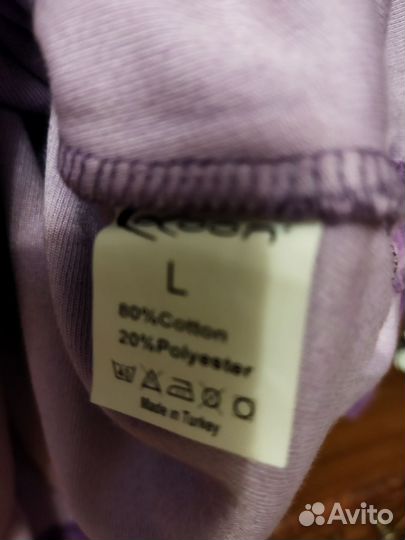 L
80%Cotton
20%Polyester
Made in Turkey
Avito